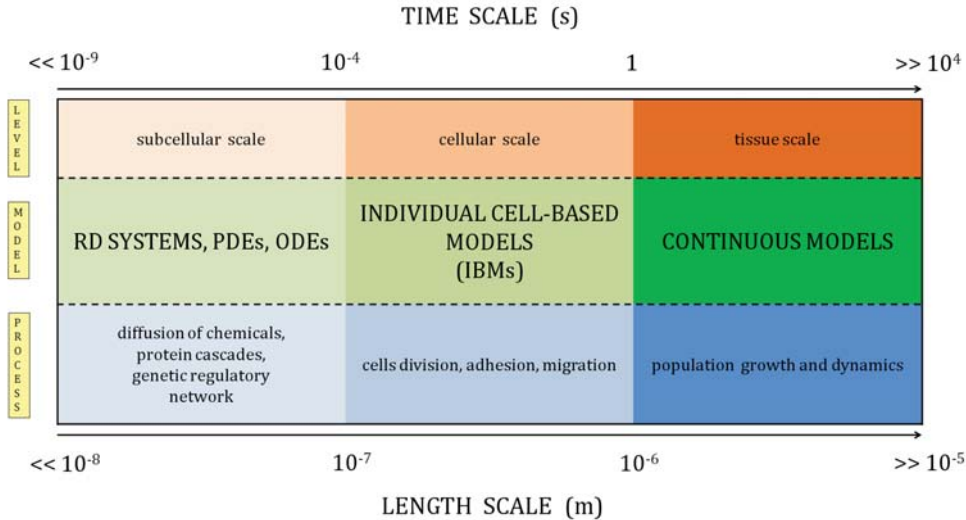 TIME SCALE (s)
<< 10⁻⁹ 10⁻⁴ 1 >> 10⁴
LEVEL
subcellular scale cellular scale tissue scale
MODEL
RD SYSTEMS, PDEs, ODEs
INDIVIDUAL CELL-BASED
MODELS
(IBMs)
CONTINUOUS MODELS
PROCESS
diffusion of chemicals,
protein cascades,
genetic regulatory
network
cells division, adhesion, migration
population growth and dynamics
<< 10⁻⁸ 10⁻⁷ 10⁻⁶ >> 10⁻⁵
LENGTH SCALE (m)